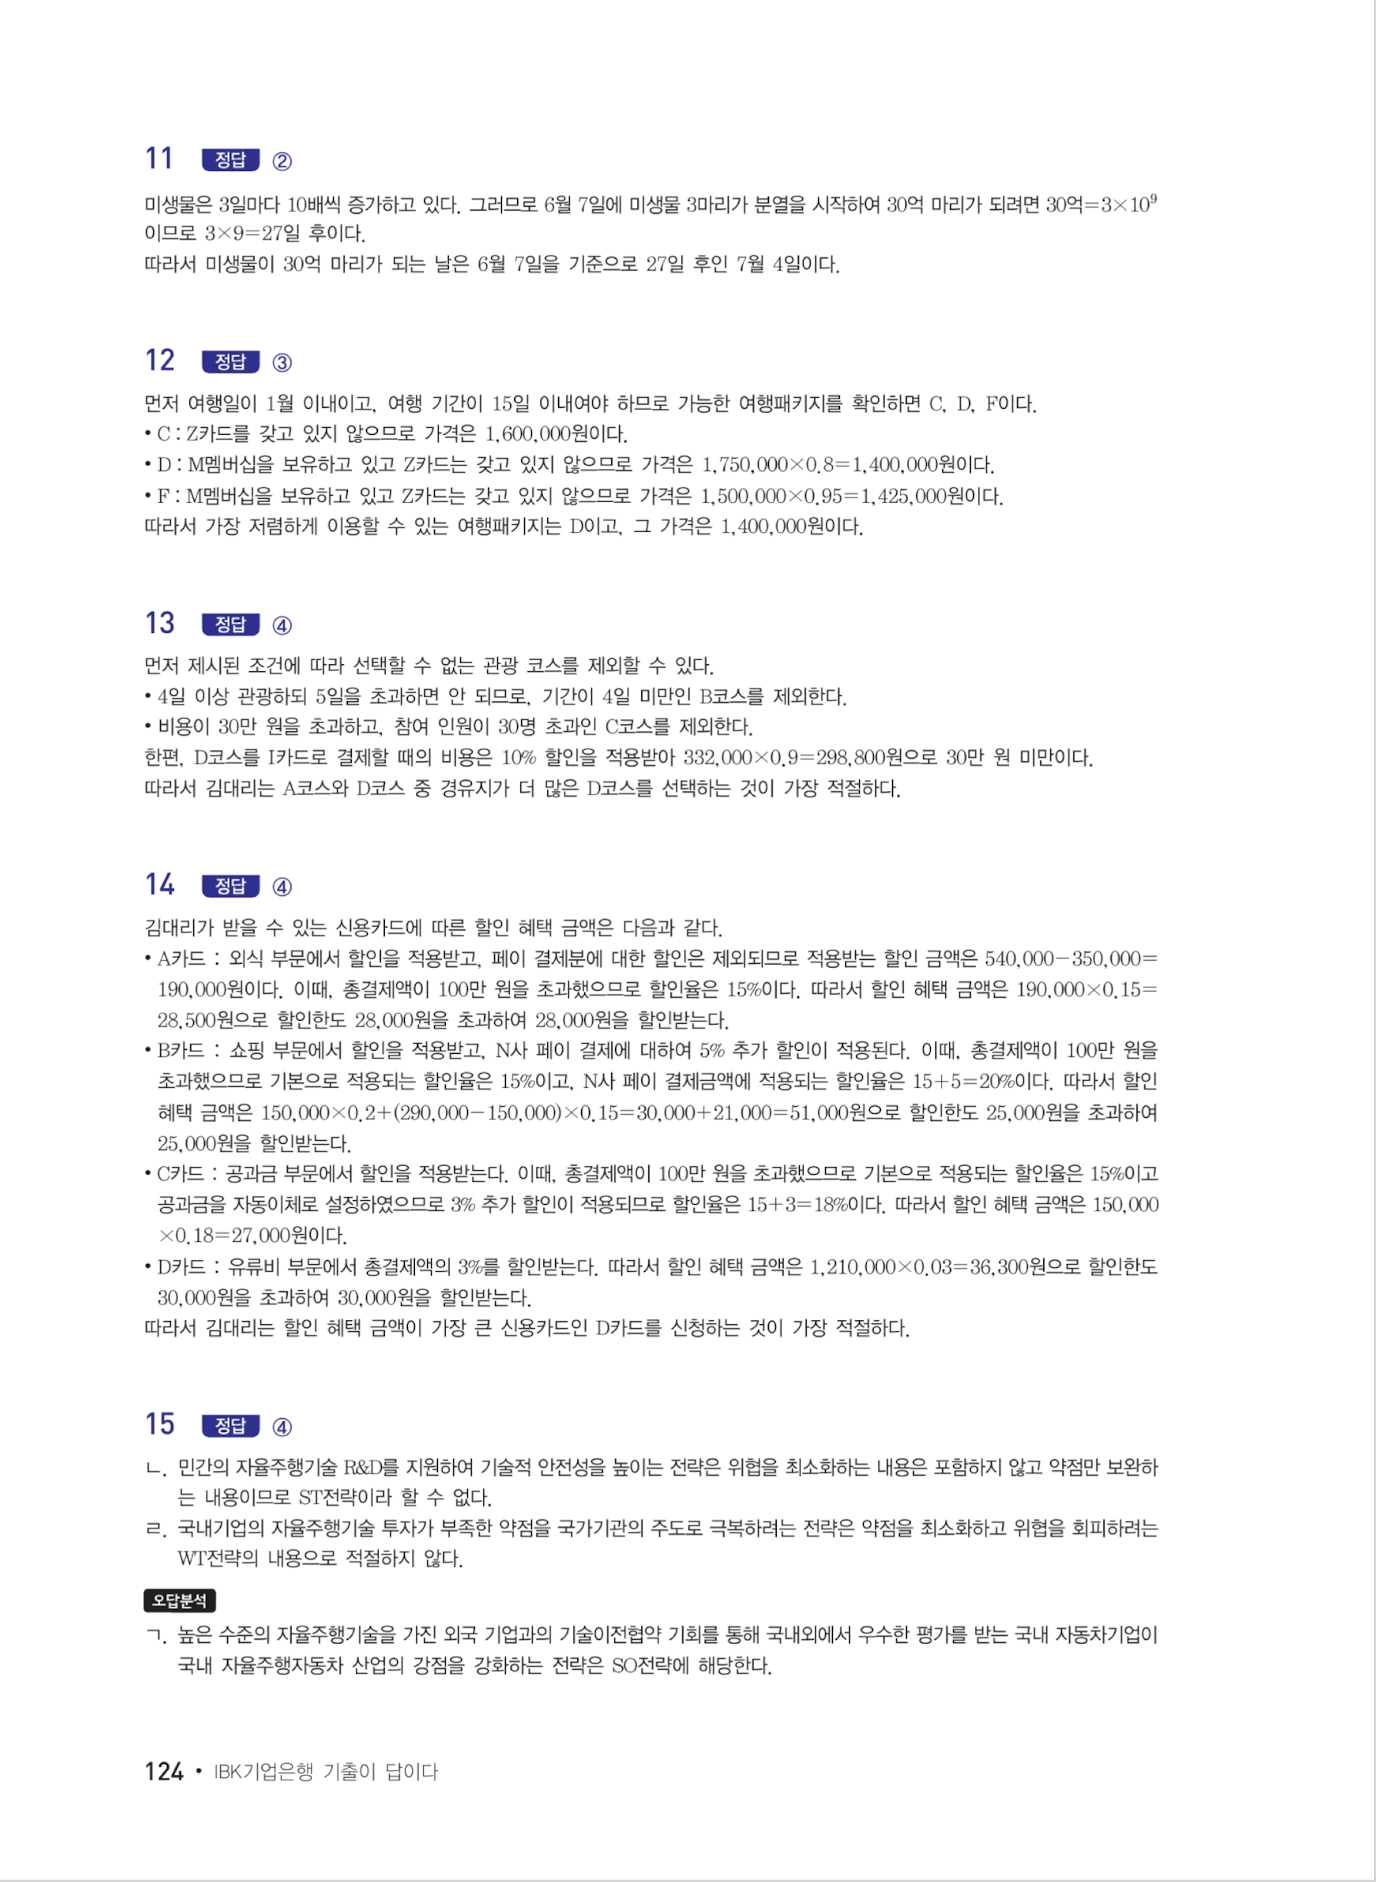 11 정답 ②
미생물은 3일마다 10배씩 증가하고 있다. 그러므로 6월 7일에 미생물 3마리가 분열을 시작하여 30억 마리가 되려면 30억=3×10⁹
이므로 3×9=27일 후이다.
따라서 미생물이 30억 마리가 되는 날은 6월 7일을 기준으로 27일 후인 7월 4일이다.
12 정답 ③
먼저 여행일이 1월 이내이고, 여행 기간이 15일 이내여야 하므로 가능한 여행패키지를 확인하면 C, D, F이다.
• C : Z카드를 갖고 있지 않으므로 가격은 1,600,000원이다.
• D : M멤버십을 보유하고 있고 Z카드는 갖고 있지 않으므로 가격은 1,750,000×0.8=1,400,000원이다.
• F : M멤버십을 보유하고 있고 Z카드는 갖고 있지 않으므로 가격은 1,500,000×0.95=1,425,000원이다.
따라서 가장 저렴하게 이용할 수 있는 여행패키지는 D이고, 그 가격은 1,400,000원이다.
13 정답 ④
먼저 제시된 조건에 따라 선택할 수 없는 관광 코스를 제외할 수 있다.
• 4일 이상 관광하되 5일을 초과하면 안 되므로, 기간이 4일 미만인 B코스를 제외한다.
• 비용이 30만 원을 초과하고, 참여 인원이 30명 초과인 C코스를 제외한다.
한편, D코스를 I카드로 결제할 때의 비용은 10% 할인을 적용받아 332,000×0.9=298,800원으로 30만 원 미만이다.
따라서 김대리는 A코스와 D코스 중 경유지가 더 많은 D코스를 선택하는 것이 가장 적절하다.
14 정답 ④
김대리가 받을 수 있는 신용카드에 따른 할인 혜택 금액은 다음과 같다.
• A카드 : 외식 부문에서 할인을 적용받고, 페이 결제분에 대한 할인은 제외되므로 적용받는 할인 금액은 540,000-350,000=
190,000원이다. 이때, 총결제액이 100만 원을 초과했으므로 할인율은 15%이다. 따라서 할인 혜택 금액은 190,000×0.15=
28,500원으로 할인한도 28,000원을 초과하여 28,000원을 할인받는다.
• B카드 : 쇼핑 부문에서 할인을 적용받고, N사 페이 결제에 대하여 5% 추가 할인이 적용된다. 이때, 총결제액이 100만 원을
초과했으므로 기본으로 적용되는 할인율은 15%이고, N사 페이 결제금액에 적용되는 할인율은 15+5=20%이다. 따라서 할인
혜택 금액은 150,000×0.2+(290,000-150,000)×0.15=30,000+21,000=51,000원으로 할인한도 25,000원을 초과하여
25,000원을 할인받는다.
• C카드 : 공과금 부문에서 할인을 적용받는다. 이때, 총결제액이 100만 원을 초과했으므로 기본으로 적용되는 할인율은 15%이고
공과금을 자동이체로 설정하였으므로 3% 추가 할인이 적용되므로 할인율은 15+3=18%이다. 따라서 할인 혜택 금액은 150,000
×0.18=27,000원이다.
• D카드 : 유류비 부문에서 총결제액의 3%를 할인받는다. 따라서 할인 혜택 금액은 1,210,000×0.03=36,300원으로 할인한도
30,000원을 초과하여 30,000원을 할인받는다.
따라서 김대리는 할인 혜택 금액이 가장 큰 신용카드인 D카드를 신청하는 것이 가장 적절하다.
15 정답 ④
ㄴ. 민간의 자율주행기술 R&D를 지원하여 기술적 안전성을 높이는 전략은 위협을 최소화하는 내용은 포함하지 않고 약점만 보완하
는 내용이므로 ST전략이라 할 수 없다.
ㄹ. 국내기업의 자율주행기술 투자가 부족한 약점을 국가기관의 주도로 극복하려는 전략은 약점을 최소화하고 위협을 회피하려는
WT전략의 내용으로 적절하지 않다.
오답분석
ㄱ. 높은 수준의 자율주행기술을 가진 외국 기업과의 기술이전협약 기회를 통해 국내외에서 우수한 평가를 받는 국내 자동차기업이
국내 자율주행자동차 산업의 강점을 강화하는 전략은 SO전략에 해당한다.
124 • IBK기업은행 기출이 답이다